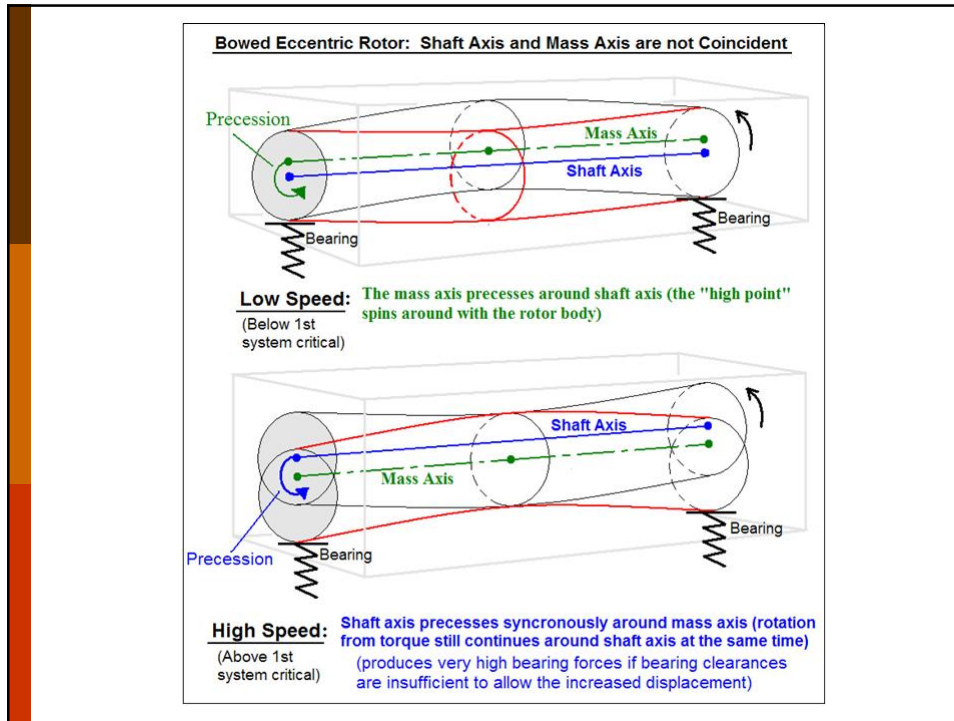 Bowed Eccentric Rotor: Shaft Axis and Mass Axis are not Coincident
Precession
Mass Axis
Shaft Axis
Bearing
Bearing
Low Speed:
(Below 1st
system critical)
The mass axis precesses around shaft axis (the "high point"
spins around with the rotor body)
Shaft Axis
Mass Axis
Bearing
Bearing
Precession
High Speed:
(Above 1st
system critical)
Shaft axis precesses syncronously around mass axis (rotation
from torque still continues around shaft axis at the same time)
(produces very high bearing forces if bearing clearances
are insufficient to allow the increased displacement)